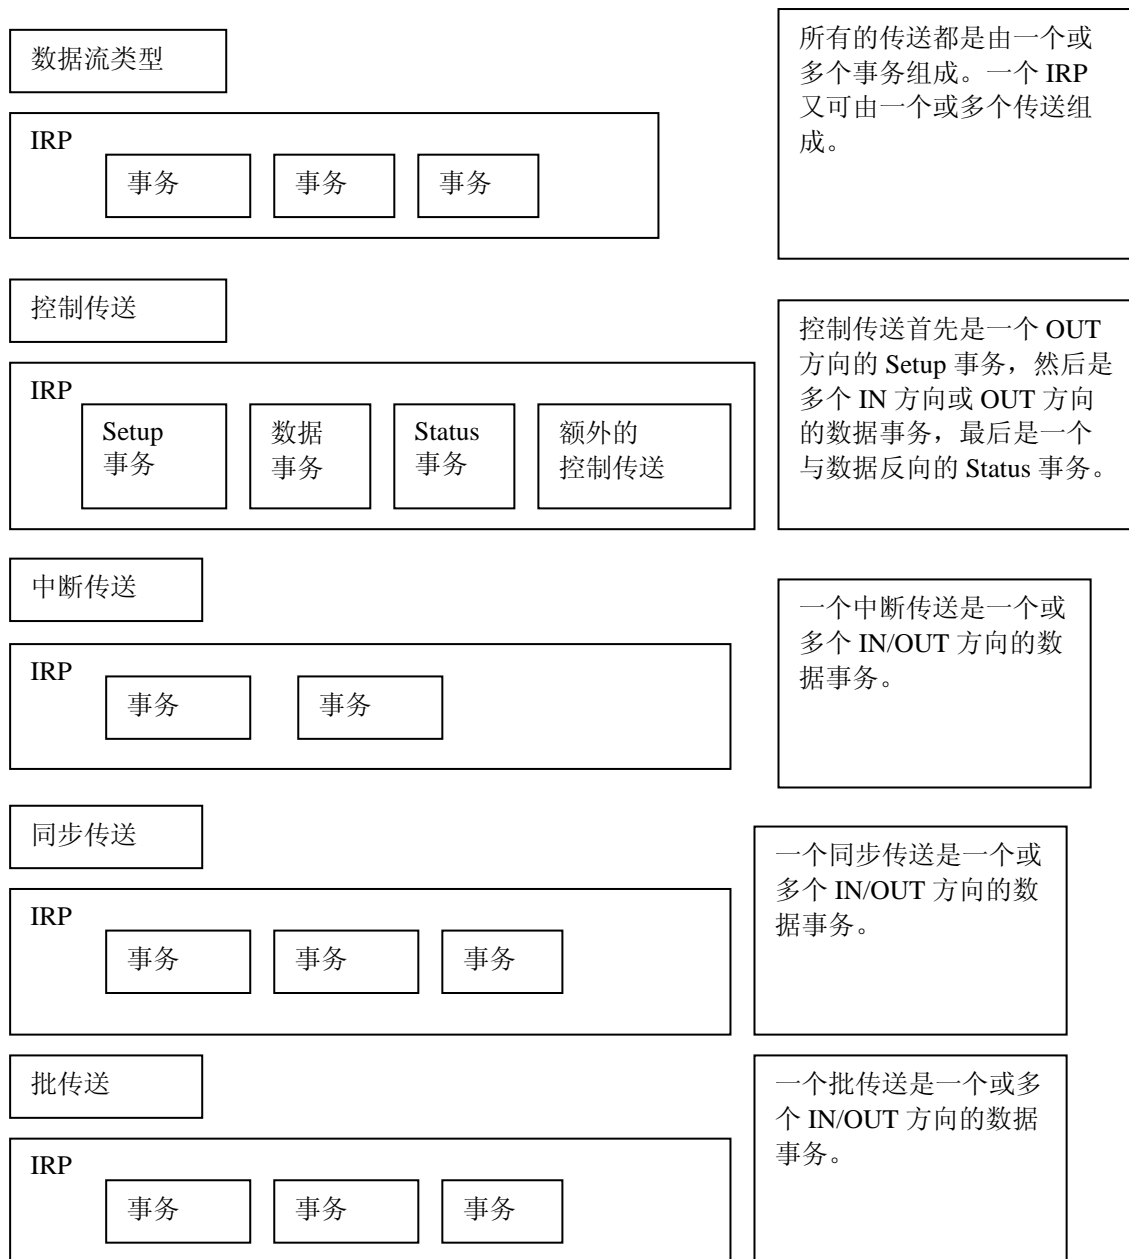 数据流类型
所有的传送都是由一个或
多个事务组成。一个 IRP
又可由一个或多个传送组
成。
IRP
事务
事务
事务
控制传送
控制传送首先是一个 OUT
方向的 Setup 事务，然后是
多个 IN 方向或 OUT 方向
的数据事务，最后是一个
与数据反向的 Status 事务。
IRP
Setup
事务
数据
事务
Status
事务
额外的
控制传送
中断传送
一个中断传送是一个或
多个 IN/OUT 方向的数
据事务。
IRP
事务
事务
同步传送
一个同步传送是一个或
多个 IN/OUT 方向的数
据事务。
IRP
事务
事务
事务
批传送
一个批传送是一个或多
个 IN/OUT 方向的数据
事务。
IRP
事务
事务
事务